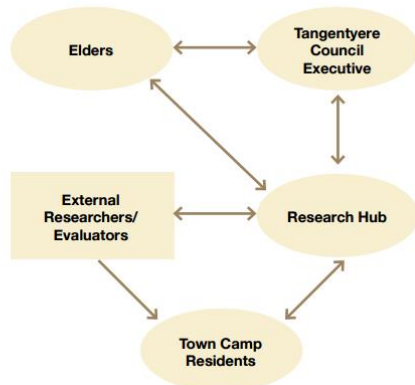 Elders
Tangentyere
Council
Executive
External
Researchers/
Evaluators
Research Hub
Town Camp
Residents